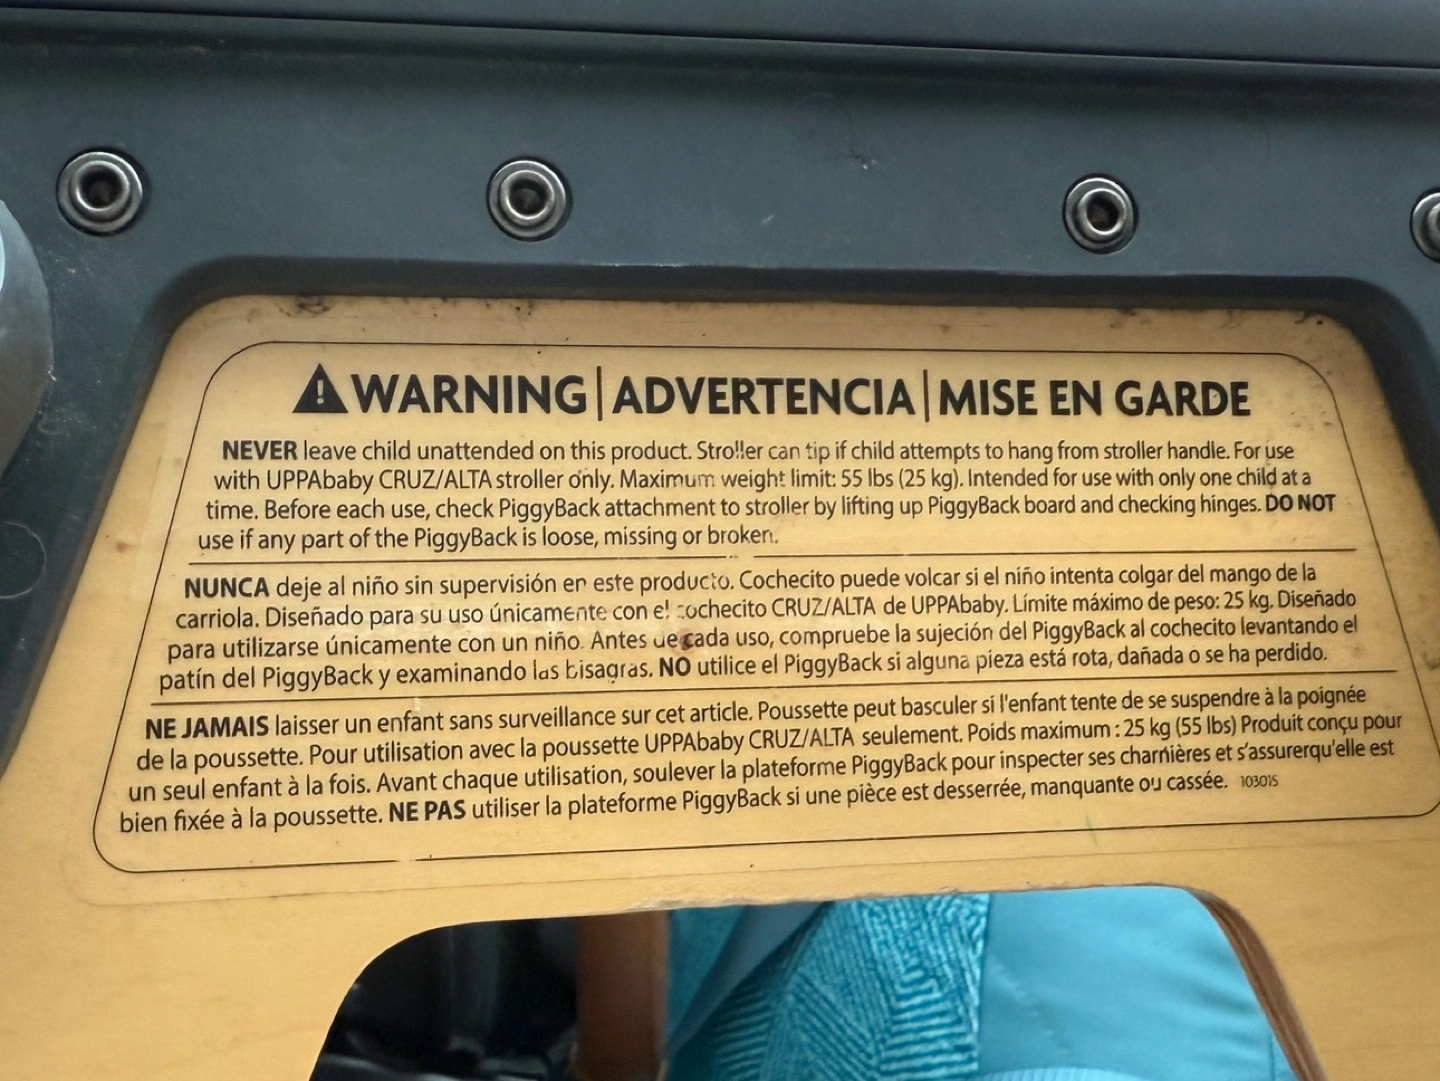 WARNING | ADVERTENCIA | MISE EN GARDE
NEVER leave child unattended on this product. Stroller can tip if child attempts to hang from stroller handle. For use
with UPPAbaby CRUZ/ALTA stroller only. Maximum weight limit: 55 lbs (25 kg). Intended for use with only one child at a
time. Before each use, check PiggyBack attachment to stroller by lifting up PiggyBack board and checking hinges. DO NOT
use if any part of the PiggyBack is loose, missing or broken.
NUNCA deje al niño sin supervisión en este producto. Cochecito puede volcar si el niño intenta colgar del mango de la
carriola. Diseñado para su uso únicamente con el cochecito CRUZ/ALTA de UPPAbaby. Límite máximo de peso: 25 kg. Diseñado
para utilizarse únicamente con un niño. Antes de cada uso, compruebe la sujeción del PiggyBack al cochecito levantando el
patín del PiggyBack y examinando las bisagras. NO utilice el PiggyBack si alguna pieza está rota, dañada o se ha perdido.
NE JAMAIS laisser un enfant sans surveillance sur cet article. Poussette peut basculer si l'enfant tente de se suspendre à la poignée
de la poussette. Pour utilisation avec la poussette UPPAbaby CRUZ/ALTA seulement. Poids maximum : 25 kg (55 lbs) Produit conçu pour
un seul enfant à la fois. Avant chaque utilisation, soulever la plateforme PiggyBack pour inspecter ses charnières et s'assurerqu'elle est
bien fixée à la poussette. NE PAS utiliser la plateforme PiggyBack si une pièce est desserrée, manquante ou cassée. 103015